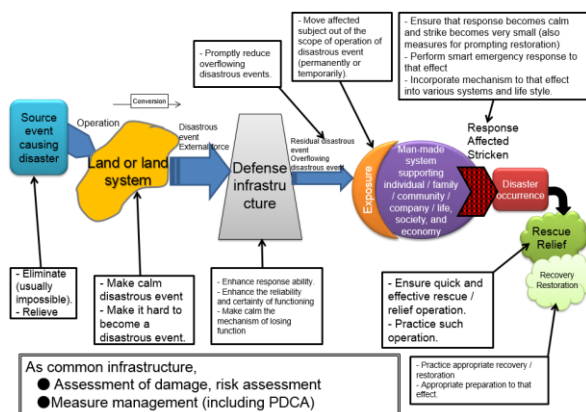 - Move affected
subject out of the
scope of operation of
disastrous event
(permanently or
temporarily).
- Ensure that response becomes calm
and strike becomes very small (also
measures for prompting restoration)
- Perform smart emergency response to
that effect
- Incorporate mechanism to that effect
into various systems and life style.
- Promptly reduce
overflowing
disastrous events.
Conversion
Source
event
causing
disaster
Operation
Land or land
system
Disastrous
event
External force
Defense
infrastru
cture
Residual disastrous
event
Overflowing
disastrous event
Exposure
Man-made
system
supporting
individual / family
/ community /
company / life,
society, and
economy
Response
Affected
Stricken
Disaster
occurrence
Rescue
Relief
Recovery
Restoration
- Eliminate
(usually
impossible).
- Relieve
- Make calm
disastrous event
- Make it hard to
become a
disastrous event.
- Enhance response ability.
- Enhance the reliability
and certainty of functioning
- Make calm the
mechanism of losing
function
- Ensure quick and
effective rescue /
relief operation.
- Practice such
operation.
- Practice appropriate recovery /
restoration
- Appropriate preparation to that
effect.
As common infrastructure,
● Assessment of damage, risk assessment
● Measure management (including PDCA)